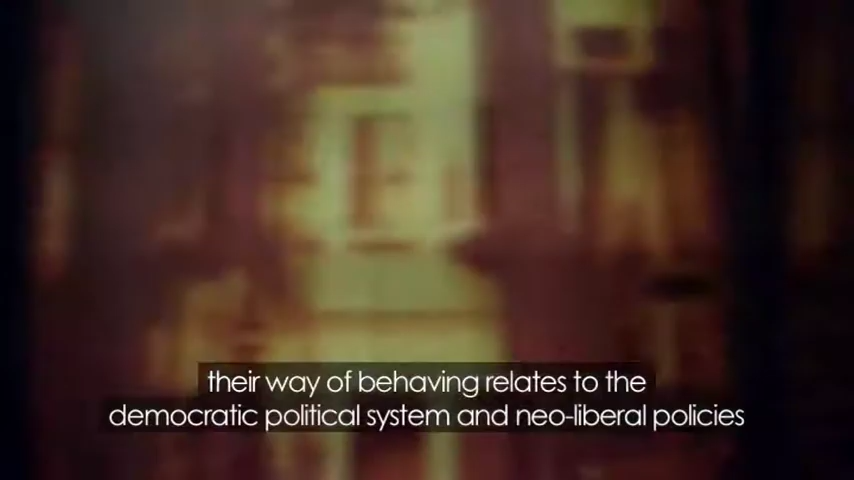 their way of behaving relates to the
democratic political system and neo-liberal policies